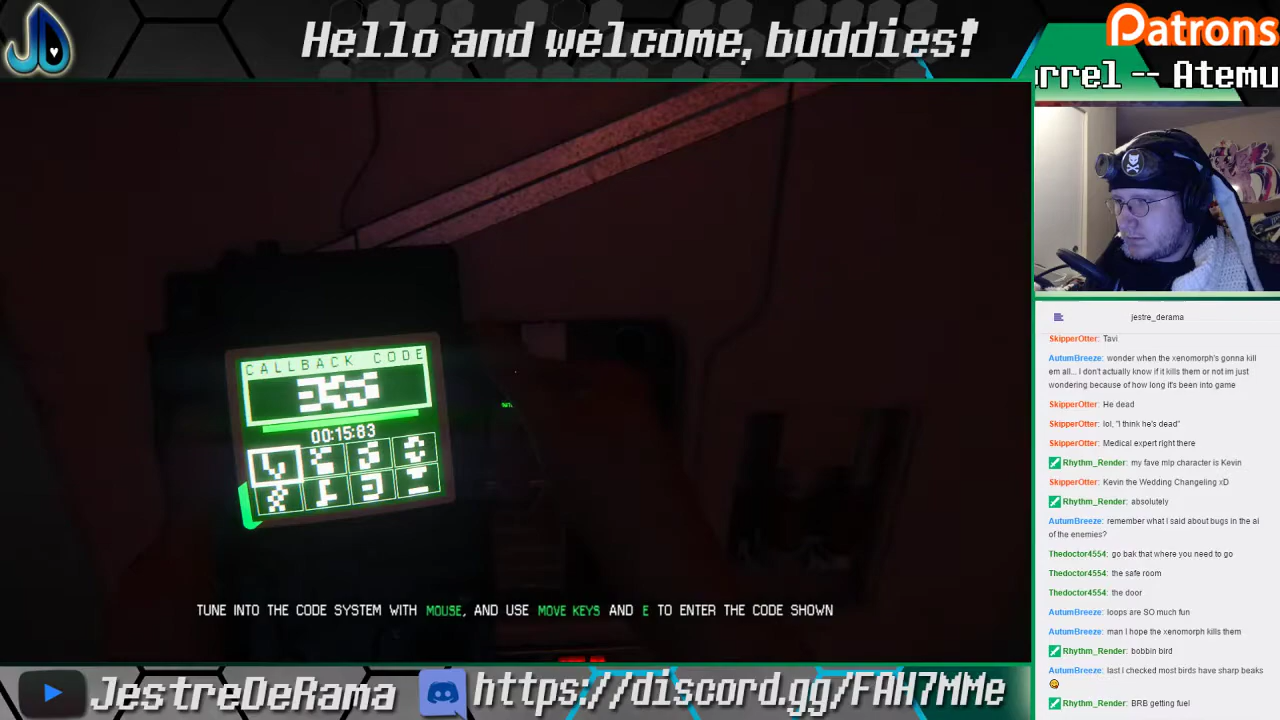 Hello and welcome, buddies!
Patrons
rrel -- Atemu
CALLBACK CODE
00:15:83
TUNE INTO THE CODE SYSTEM WITH MOUSE, AND USE MOVE KEYS AND E TO ENTER THE CODE SHOWN
jestre_derama
SkipperOtter: Tavi
AutumBreeze: wonder when the xenomorph's gonna kill
em all... I don't actually know if it kills them or not im just
wondering because of how long it's been into game
SkipperOtter: He dead
SkipperOtter: lol, "I think he's dead"
SkipperOtter: Medical expert right there
Rhythm_Render: my fave mlp character is Kevin
SkipperOtter: Kevin the Wedding Changeling xD
Rhythm_Render: absolutely
AutumBreeze: remember what I said about bugs in the ai
of the enemies?
Thedoctor4554: go bak that where you need to go
Thedoctor4554: the safe room
Thedoctor4554: the door
AutumBreeze: loops are SO much fun
AutumBreeze: man I hope the xenomorph kills them
Rhythm_Render: bobbin bird
AutumBreeze: last I checked most birds have sharp beaks
Rhythm_Render: BRB getting fuel
JestreDeRama
https://discord.gg/FAH7MMe